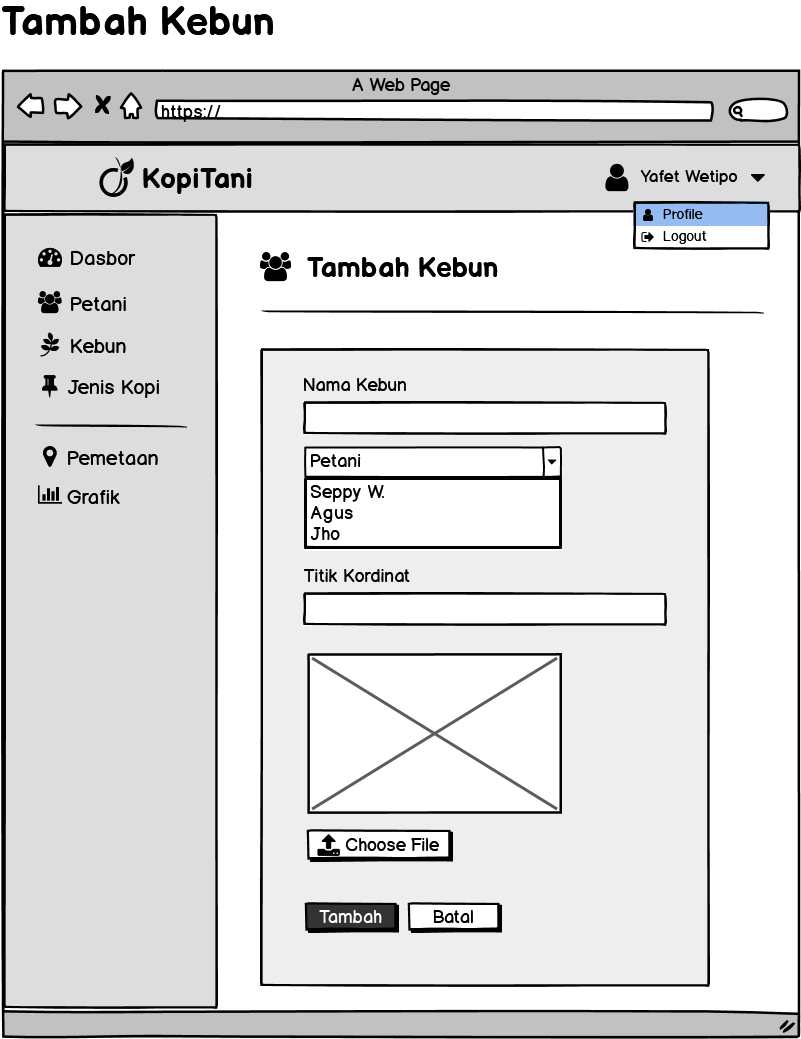 Tambah Kebun
A Web Page
https://
KopiTani
Yafet Wetipo
Profile
Logout
Dasbor
Petani
Kebun
Jenis Kopi
Pemetaan
Grafik
Tambah Kebun
Nama Kebun
Petani
Seppy W.
Agus
Jho
Titik Kordinat
Choose File
Tambah
Batal